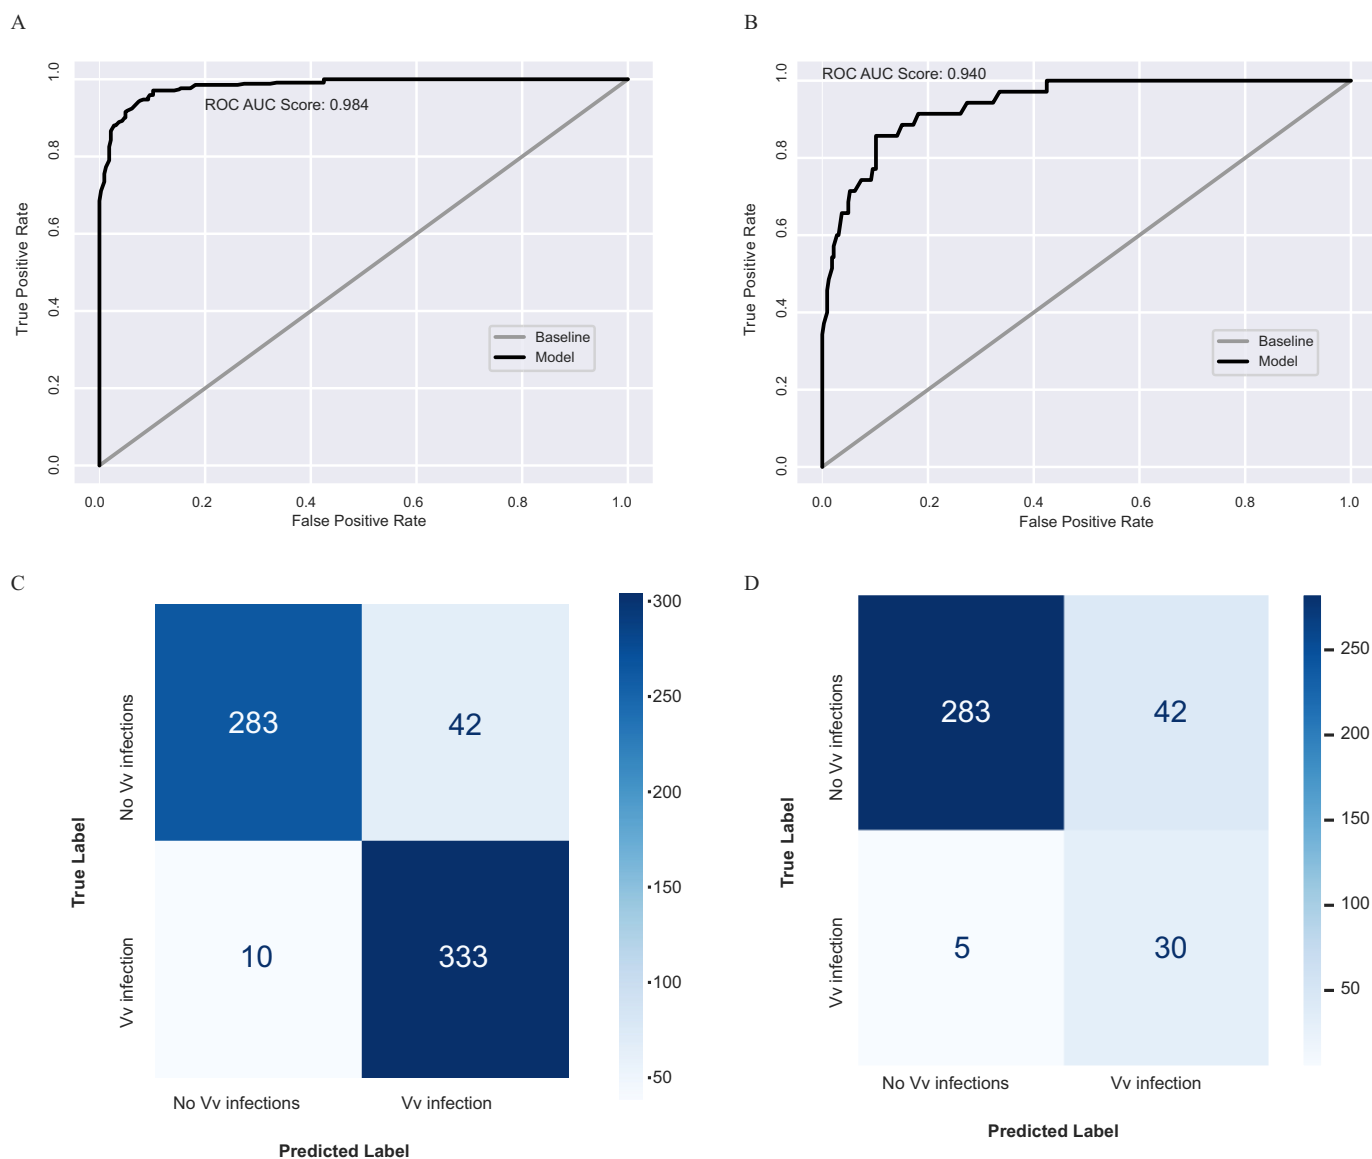 A
1.0
0.8
0.6
0.4
0.2
0.0
True Positive Rate
ROC AUC Score: 0.984
Baseline
Model
0.0 0.2 0.4 0.6 0.8 1.0
False Positive Rate
B
1.0
0.8
0.6
0.4
0.2
0.0
True Positive Rate
ROC AUC Score: 0.940
Baseline
Model
0.0 0.2 0.4 0.6 0.8 1.0
False Positive Rate
C
True Label
No Vv infections
Vv infection
283 42
10 333
No Vv infections Vv infection
Predicted Label
300
250
200
150
100
50
D
True Label
No Vv infections
Vv infection
283 42
5 30
No Vv infections Vv infection
Predicted Label
250
200
150
100
50